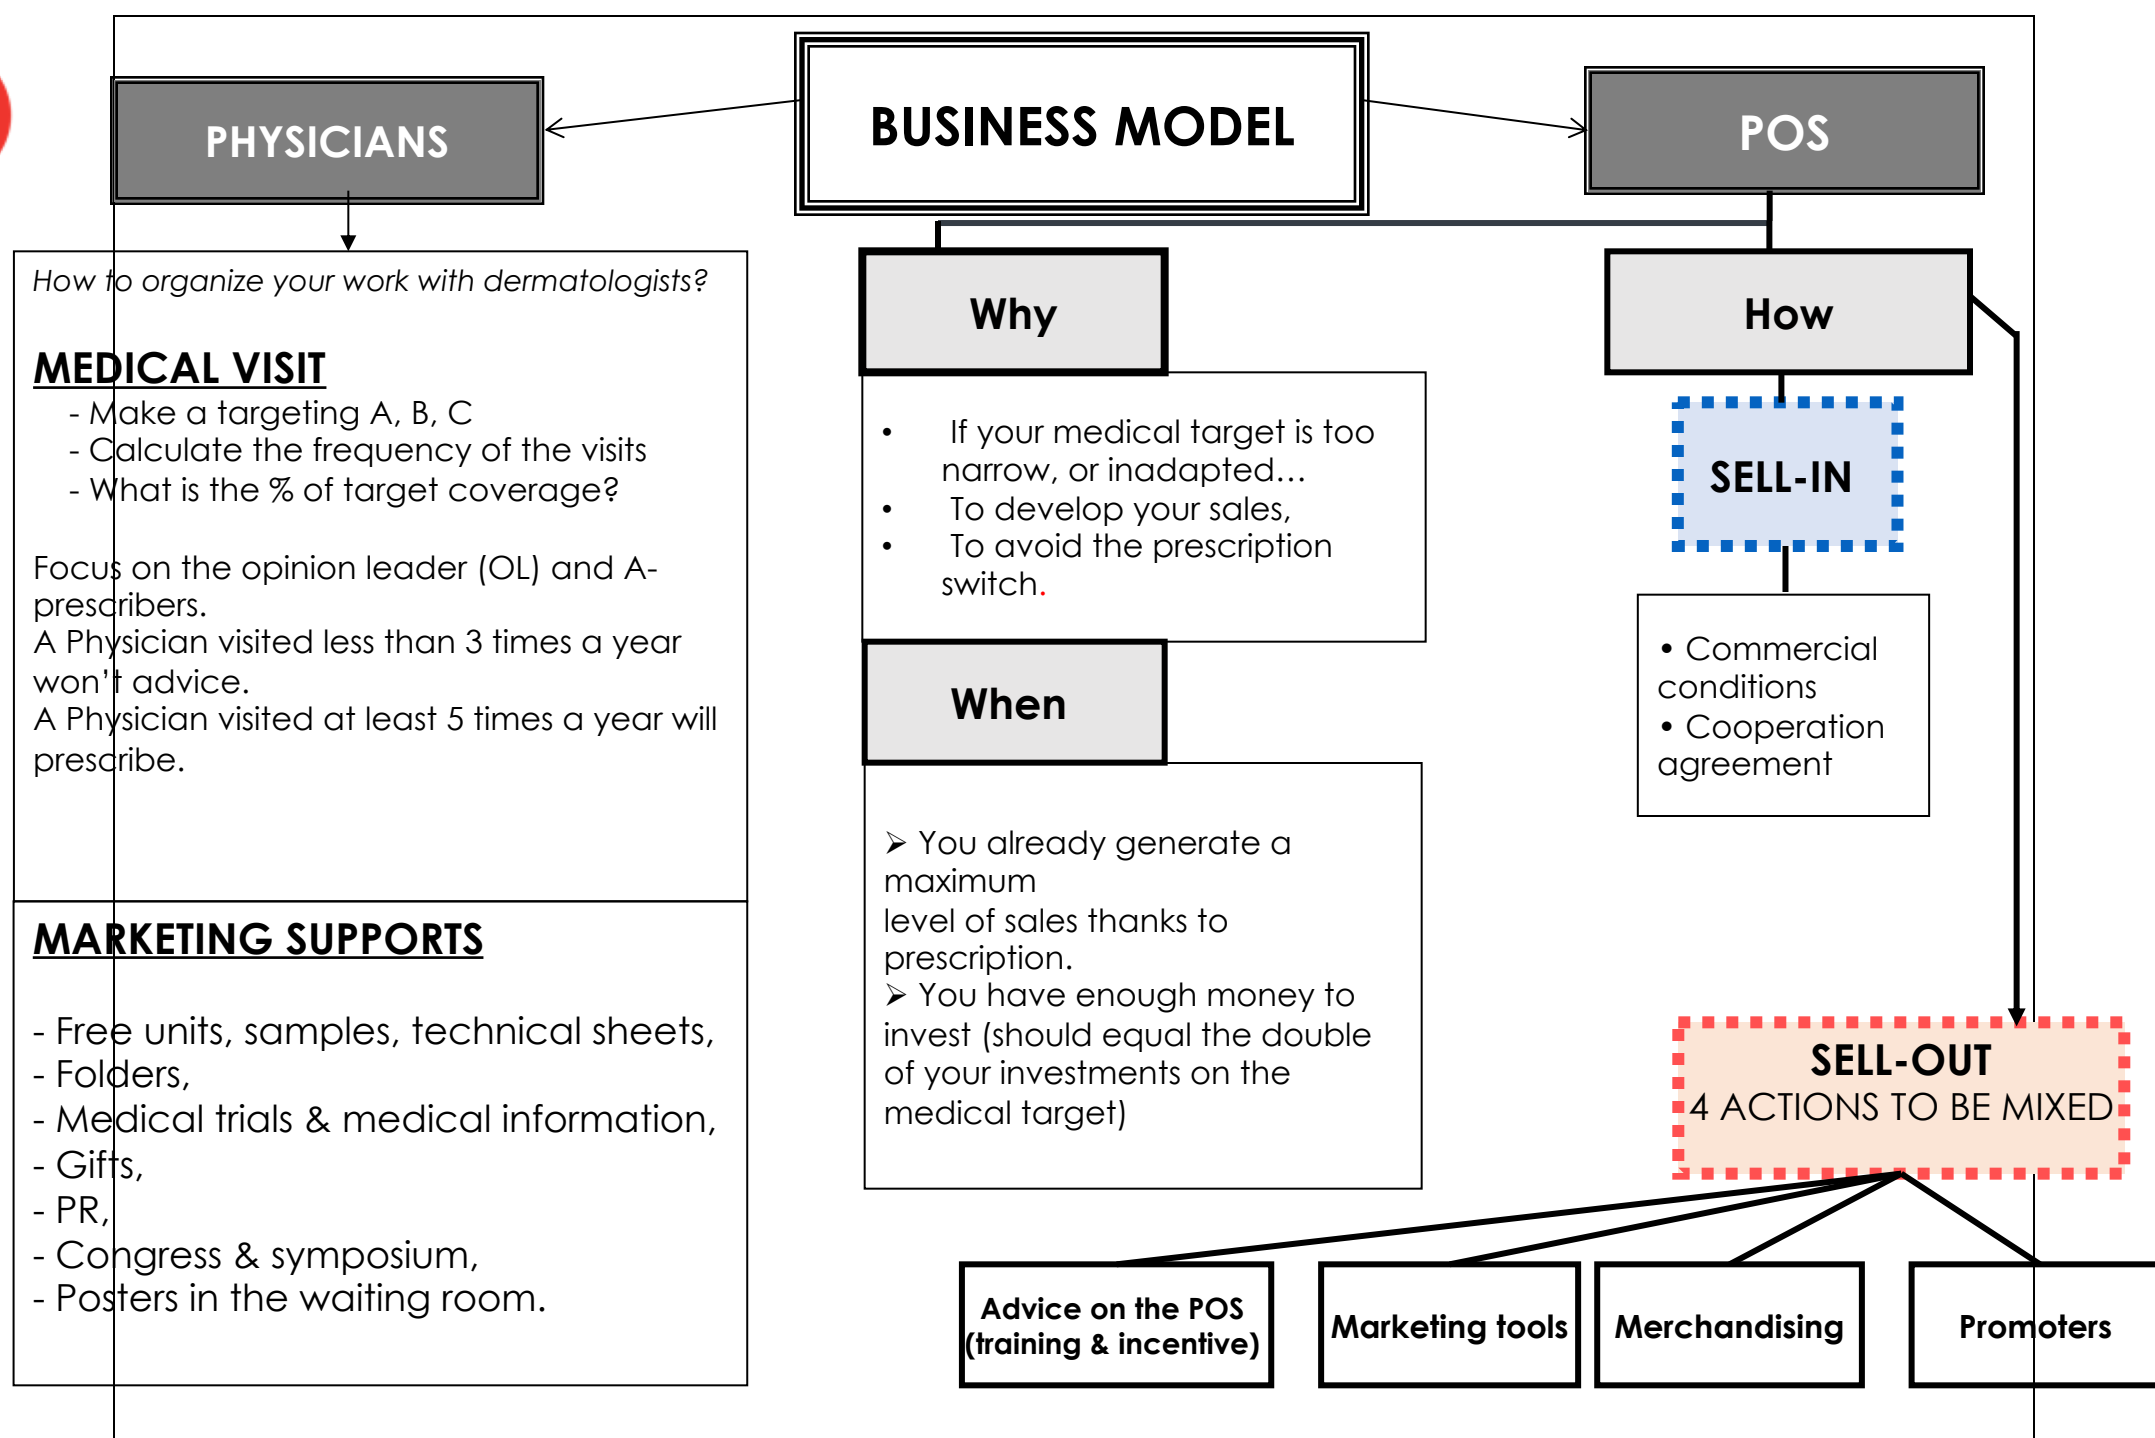 BUSINESS MODEL
PHYSICIANS
POS
How to organize your work with dermatologists?
MEDICAL VISIT
- Make a targeting A, B, C
- Calculate the frequency of the visits
- What is the % of target coverage?
Focus on the opinion leader (OL) and A-
prescribers.
A Physician visited less than 3 times a year
won't advice.
A Physician visited at least 5 times a year will
prescribe.
MARKETING SUPPORTS
- Free units, samples, technical sheets,
- Folders,
- Medical trials & medical information,
- Gifts,
- PR,
- Congress & symposium,
- Posters in the waiting room.
Why
• If your medical target is too
narrow, or inadapted...
• To develop your sales,
• To avoid the prescription
switch.
When
➢ You already generate a
maximum
level of sales thanks to
prescription.
➢ You have enough money to
invest (should equal the double
of your investments on the
medical target)
How
SELL-IN
• Commercial
conditions
• Cooperation
agreement
SELL-OUT
4 ACTIONS TO BE MIXED
Advice on the POS
(training & incentive)
Marketing tools
Merchandising
Promoters